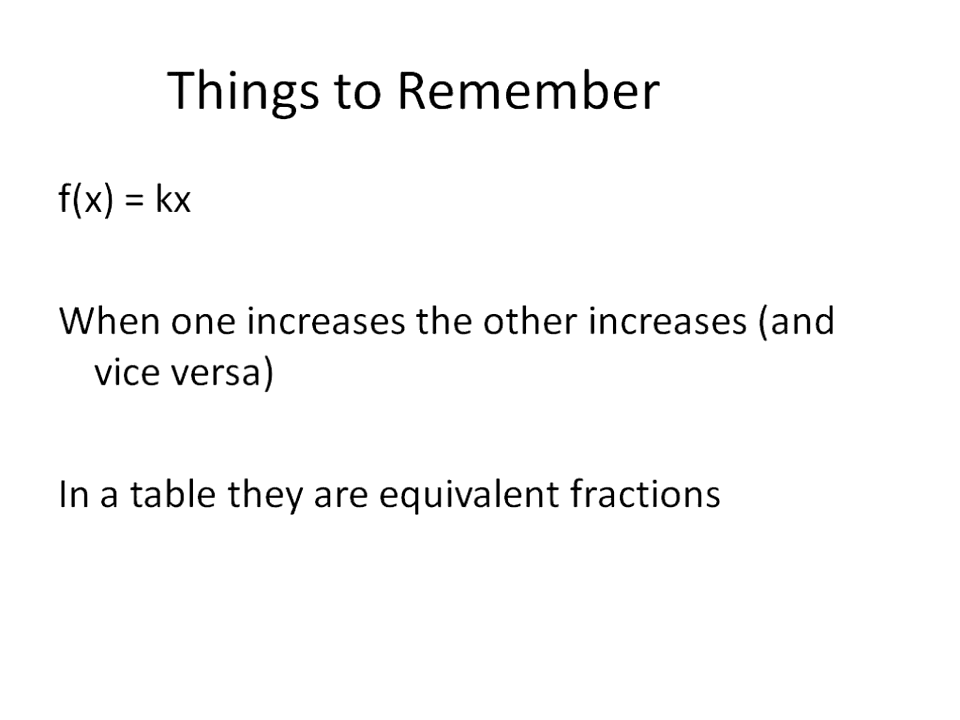 Things to Remember
f(x) = kx
When one increases the other increases (and
vice versa)
In a table they are equivalent fractions